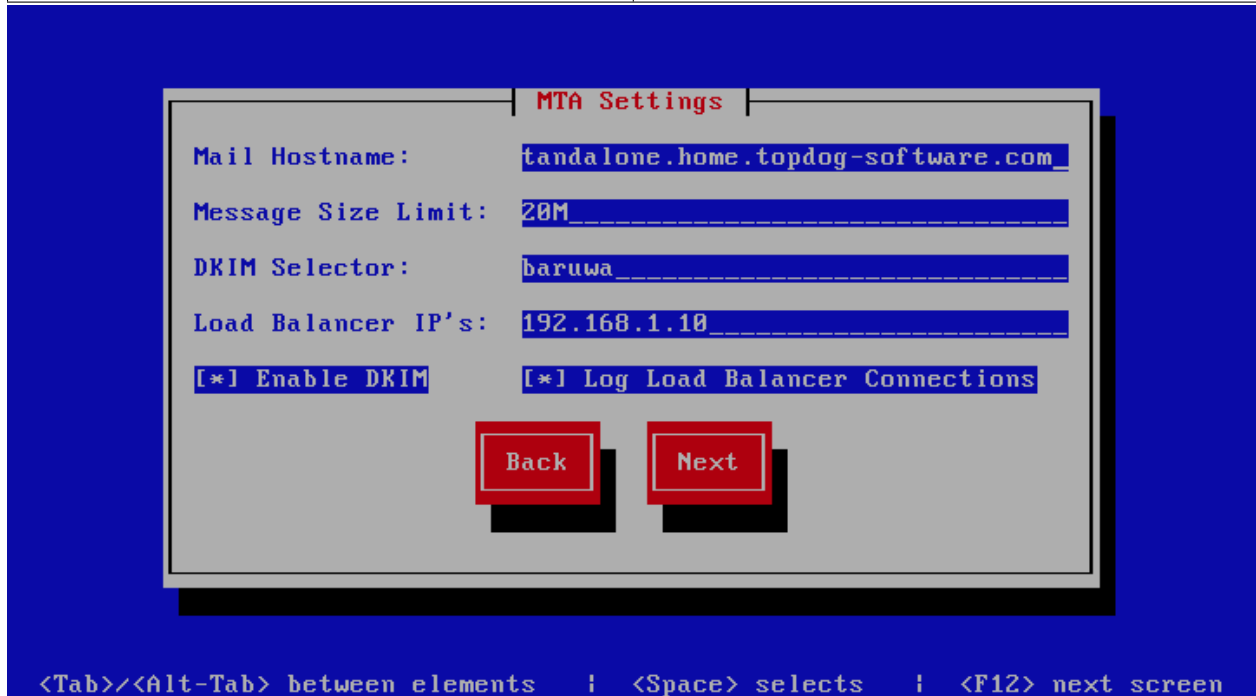 MTA Settings
Mail Hostname: tandalone.home.topdog-software.com_
Message Size Limit: 20M________________________________
DKIM Selector: baruwa_____________________________
Load Balancer IP's: 192.168.1.10_______________________
[*] Enable DKIM [*] Log Load Balancer Connections
Back Next
<Tab>/<Alt-Tab> between elements | <Space> selects | <F12> next screen